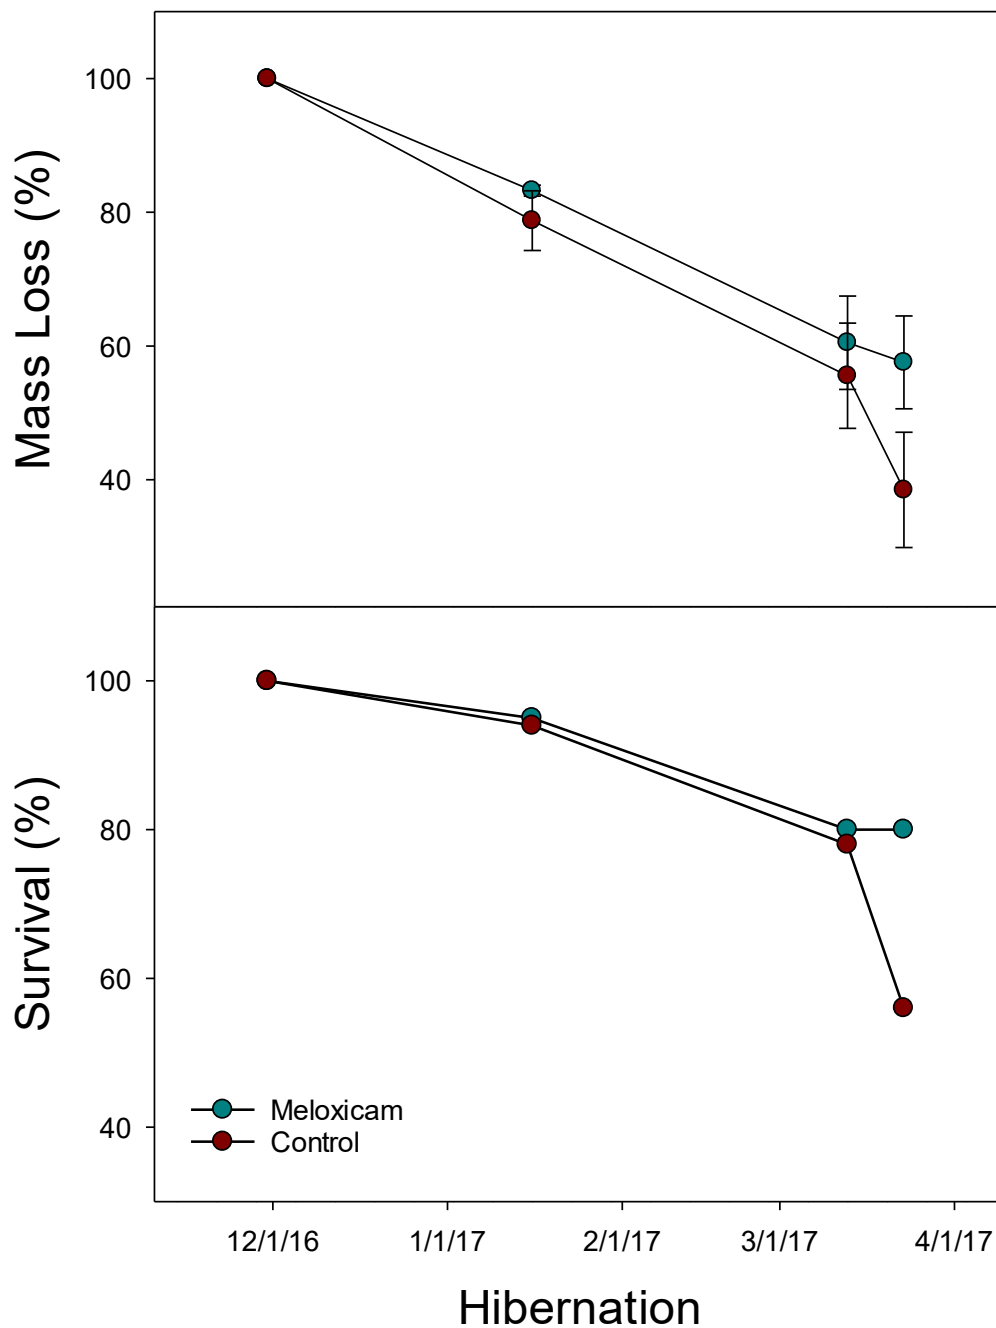 Mass Loss (%)
100
80
60
40
Survival (%)
100
80
60
40
Meloxicam
Control
12/1/16 1/1/17 2/1/17 3/1/17 4/1/17
Hibernation